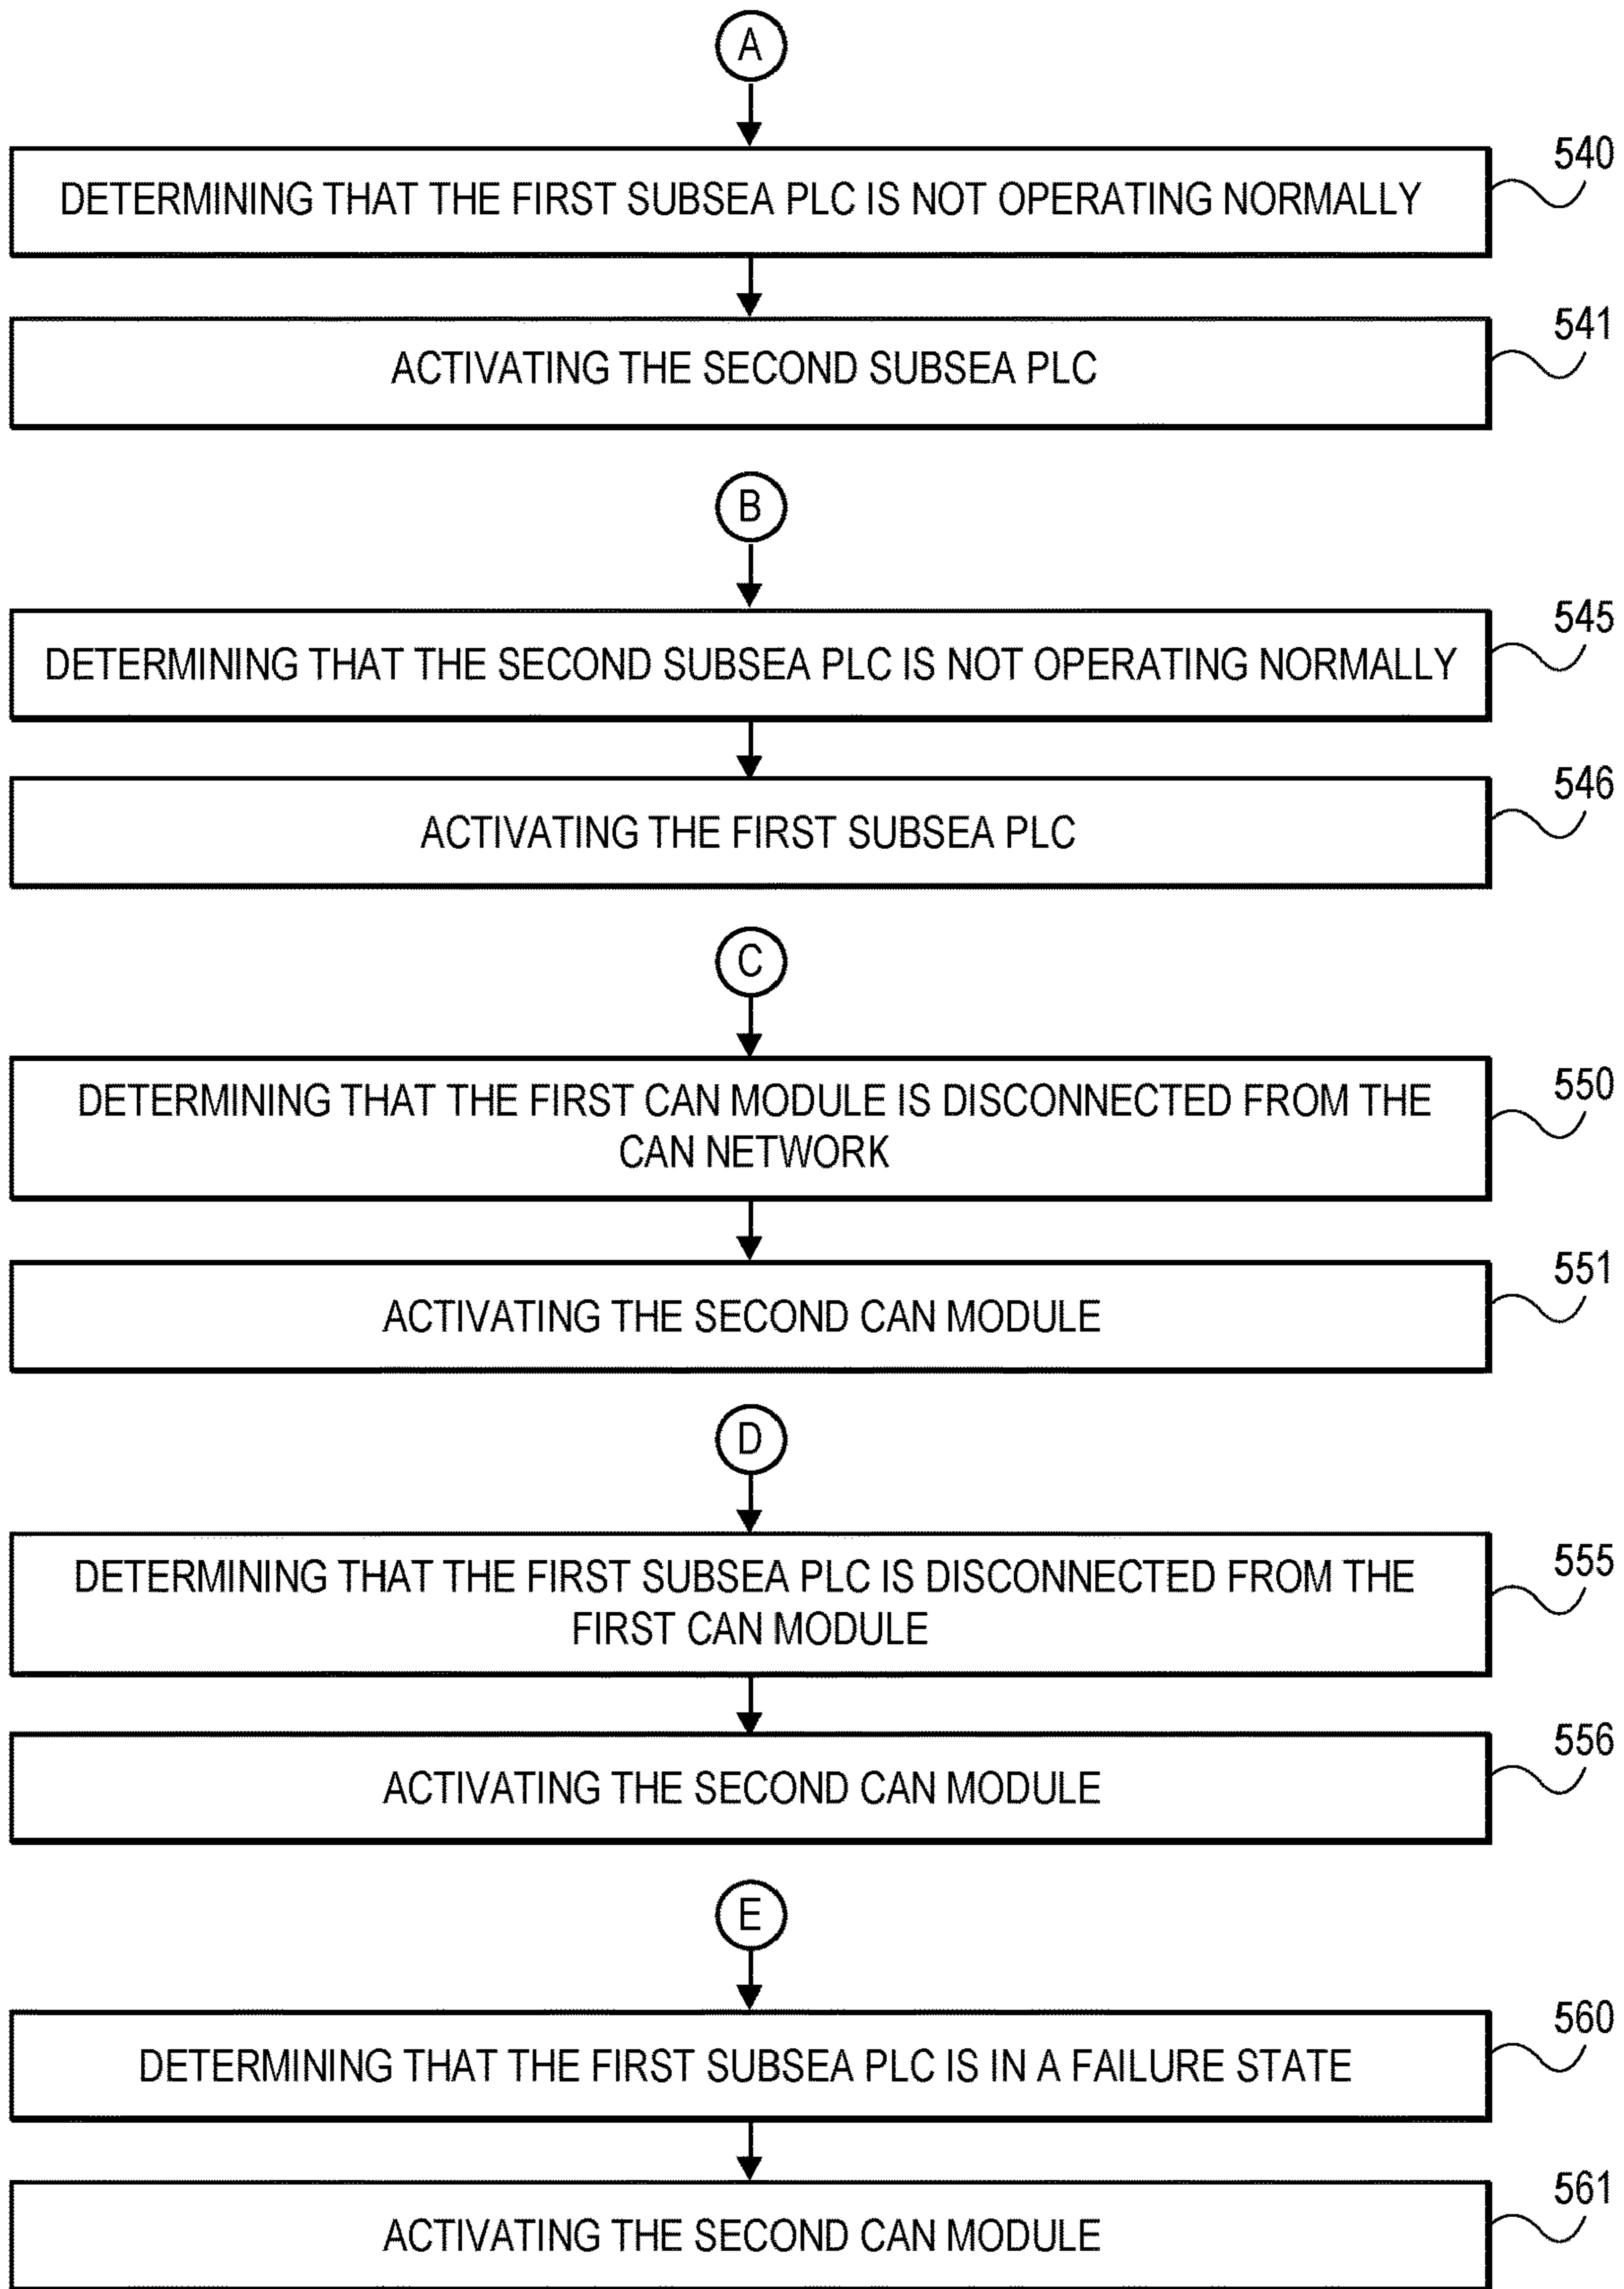 A
DETERMINING THAT THE FIRST SUBSEA PLC IS NOT OPERATING NORMALLY
540
ACTIVATING THE SECOND SUBSEA PLC
541
B
DETERMINING THAT THE SECOND SUBSEA PLC IS NOT OPERATING NORMALLY
545
ACTIVATING THE FIRST SUBSEA PLC
546
C
DETERMINING THAT THE FIRST CAN MODULE IS DISCONNECTED FROM THE
CAN NETWORK
550
ACTIVATING THE SECOND CAN MODULE
551
D
DETERMINING THAT THE FIRST SUBSEA PLC IS DISCONNECTED FROM THE
FIRST CAN MODULE
555
ACTIVATING THE SECOND CAN MODULE
556
E
DETERMINING THAT THE FIRST SUBSEA PLC IS IN A FAILURE STATE
560
ACTIVATING THE SECOND CAN MODULE
561